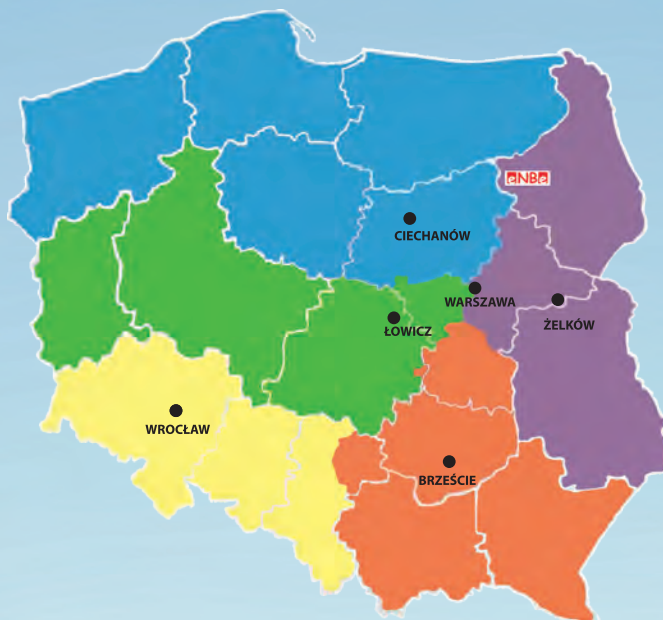 eNBe
CIECHANÓW
WARSZAWA
ŁOWICZ
ŻELKÓW
WROCŁAW
BRZEŚCIE